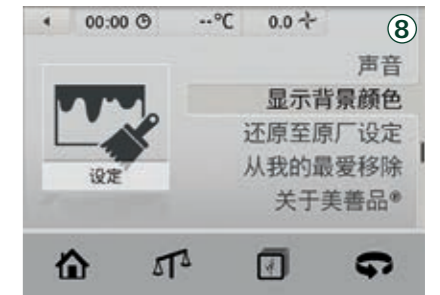 00:00 --°C 0.0 ⑧
声音
显示背景颜色
还原至原厂设定
从我的最爱移除
关于美善品®
设定